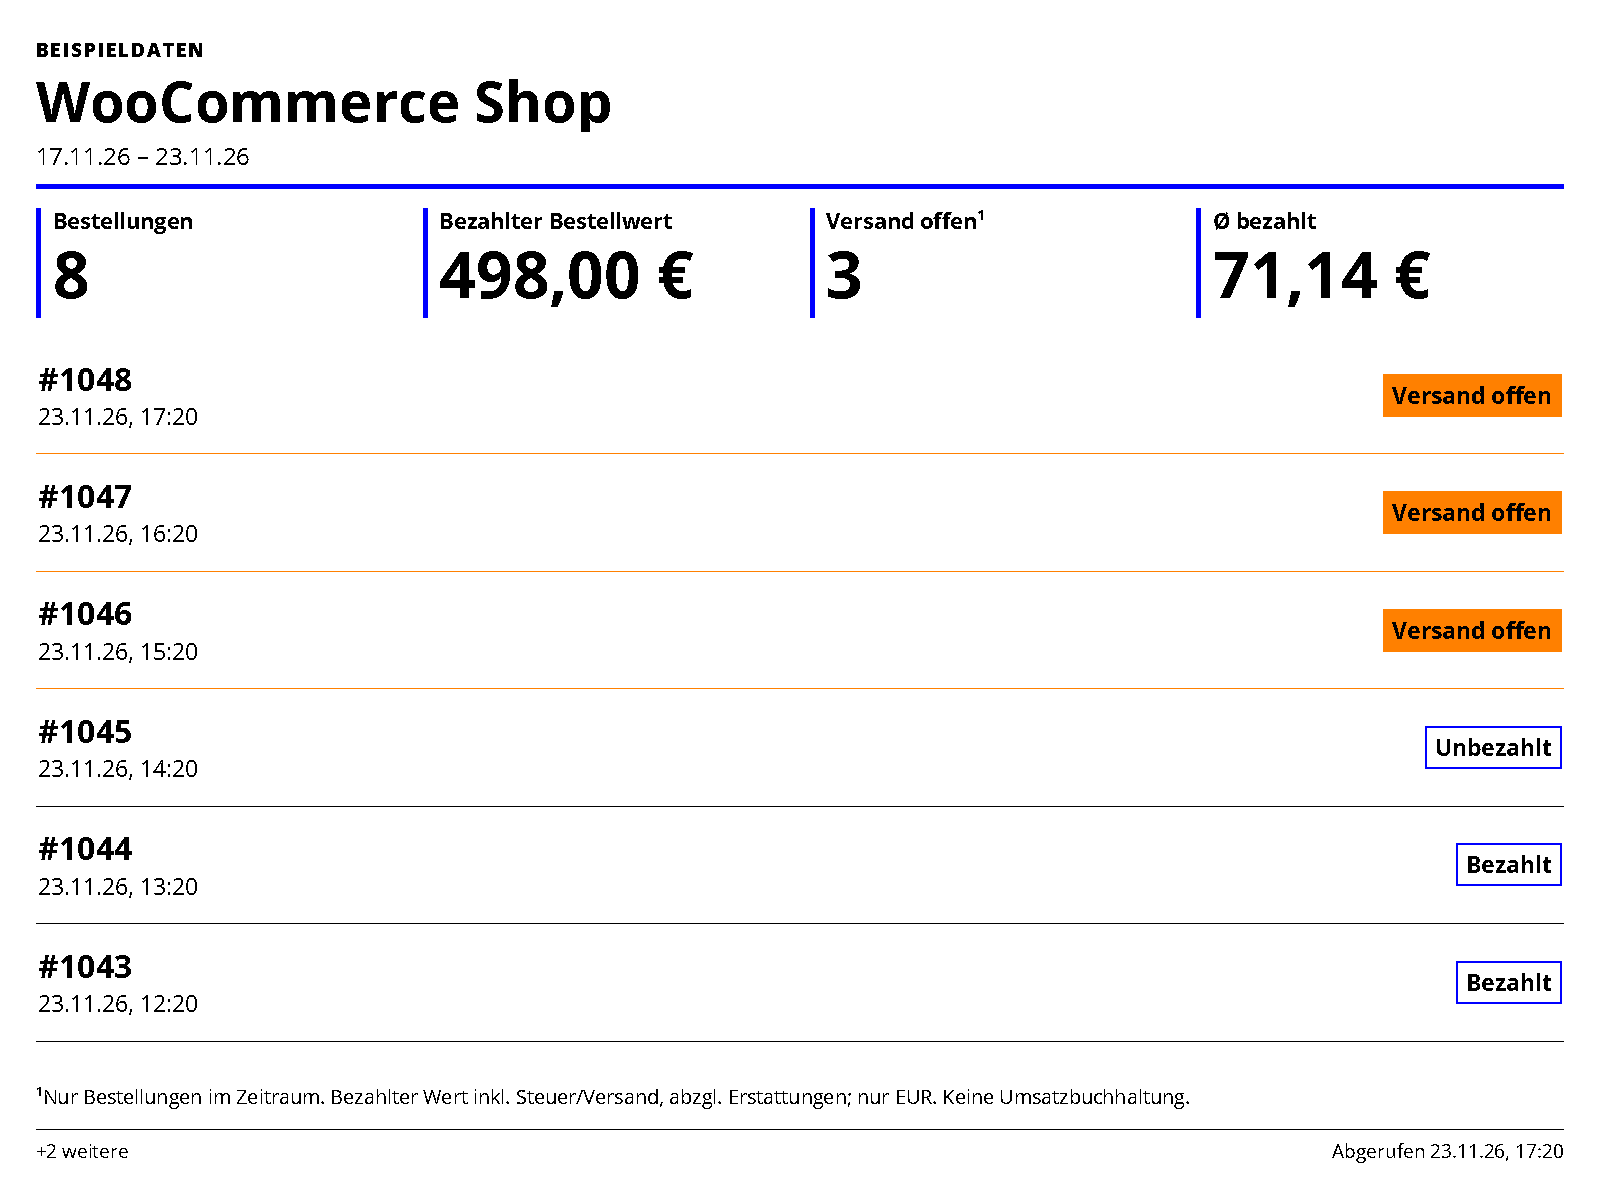 BEISPIELDATEN
WooCommerce Shop
17.11.26 – 23.11.26
Bestellungen
8
Bezahlter Bestellwert
498,00 €
Versand offen¹
3
Ø bezahlt
71,14 €
#1048
23.11.26, 17:20
Versand offen
#1047
23.11.26, 16:20
Versand offen
#1046
23.11.26, 15:20
Versand offen
#1045
23.11.26, 14:20
Unbezahlt
#1044
23.11.26, 13:20
Bezahlt
#1043
23.11.26, 12:20
Bezahlt
¹Nur Bestellungen im Zeitraum. Bezahlter Wert inkl. Steuer/Versand, abzgl. Erstattungen; nur EUR. Keine Umsatzbuchhaltung.
+2 weitere
Abgerufen 23.11.26, 17:20